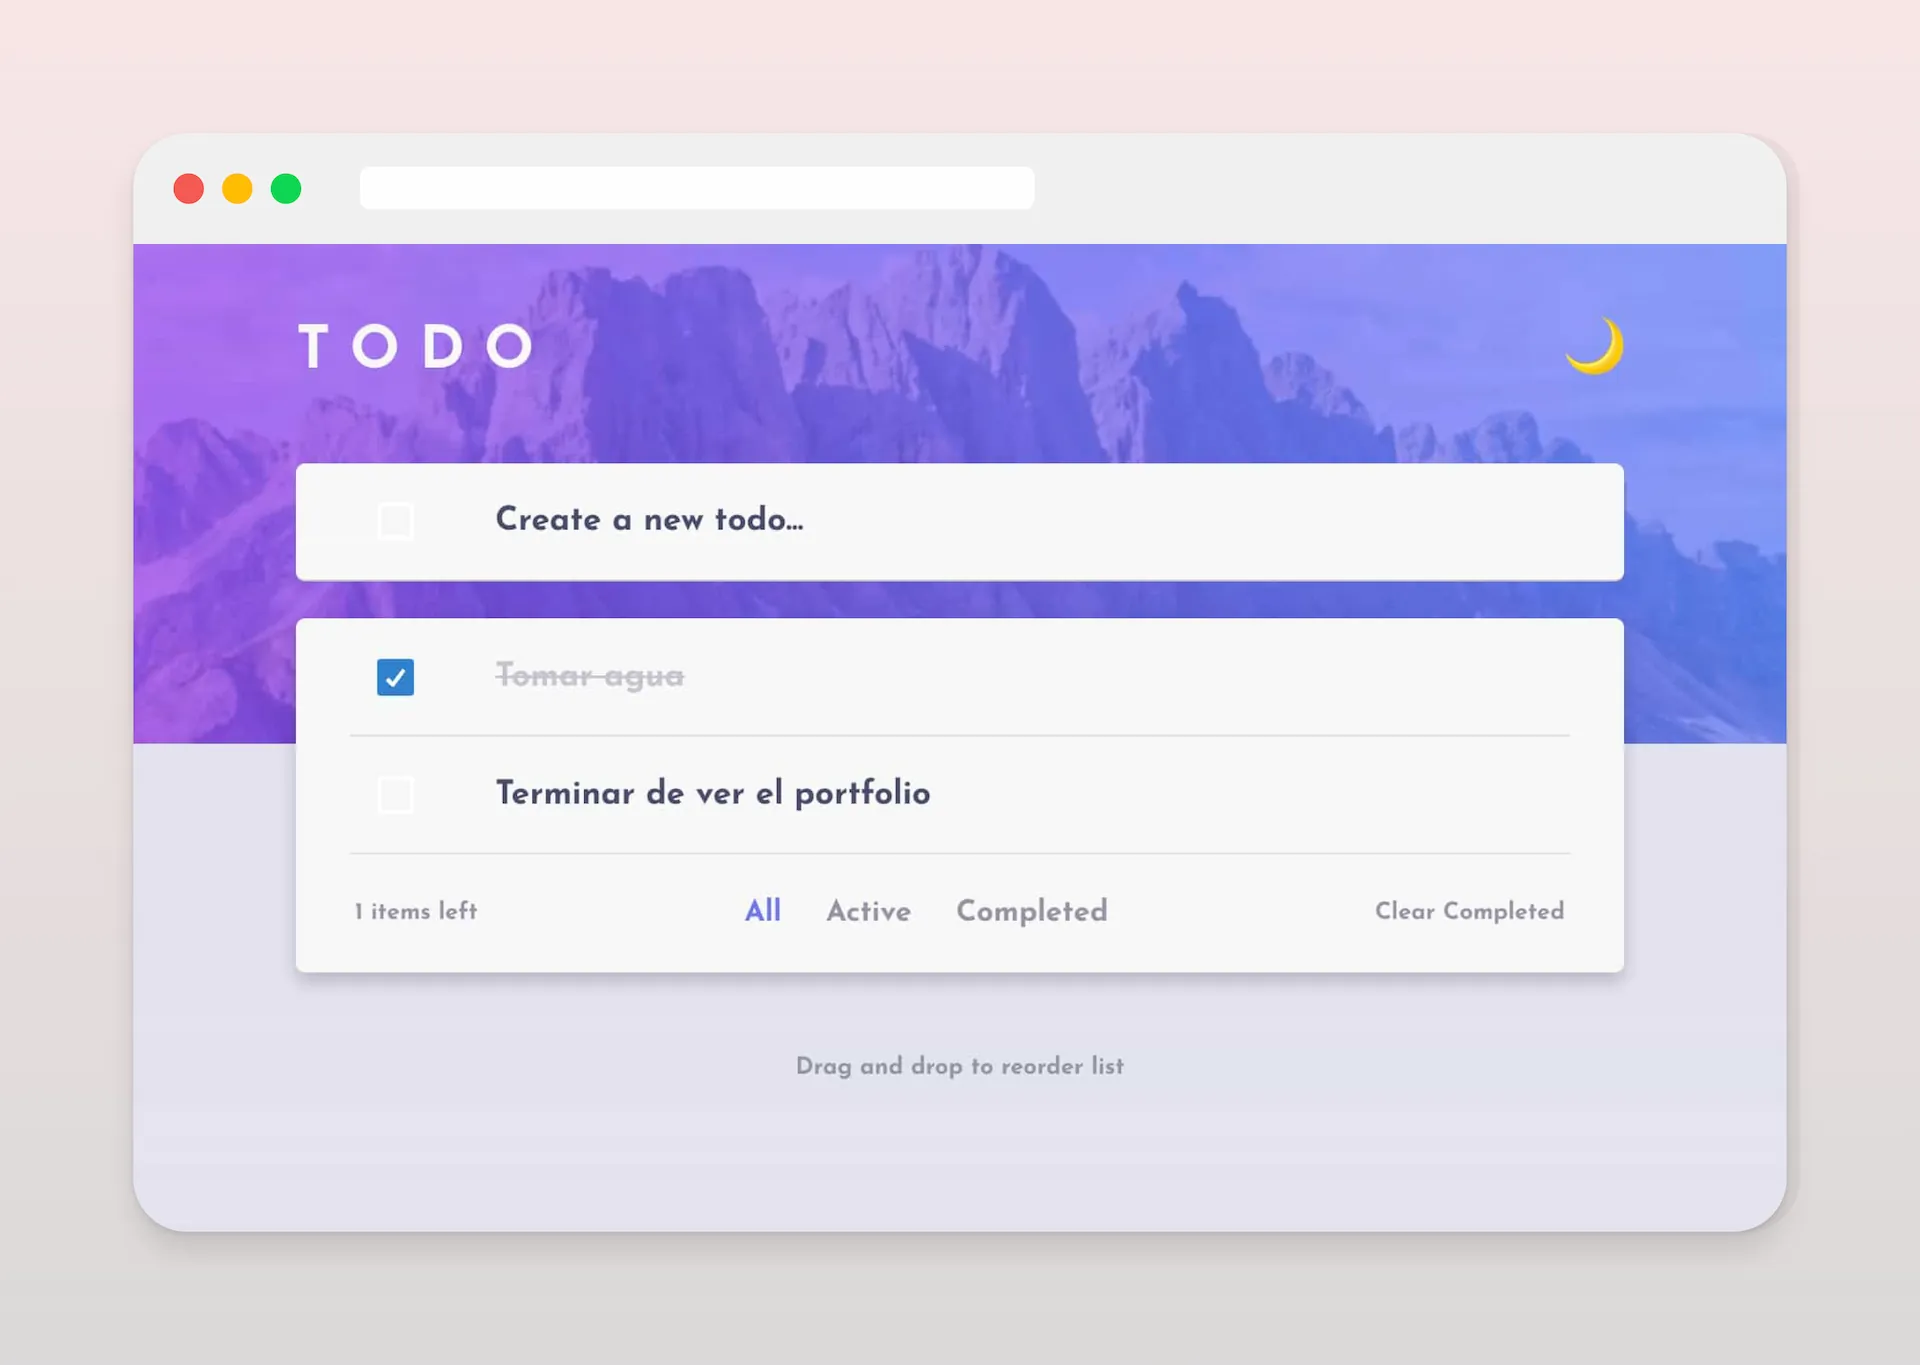 TODO
Create a new todo...
Tomar agua
Terminar de ver el portfolio
1 items left
All
Active
Completed
Clear Completed
Drag and drop to reorder list